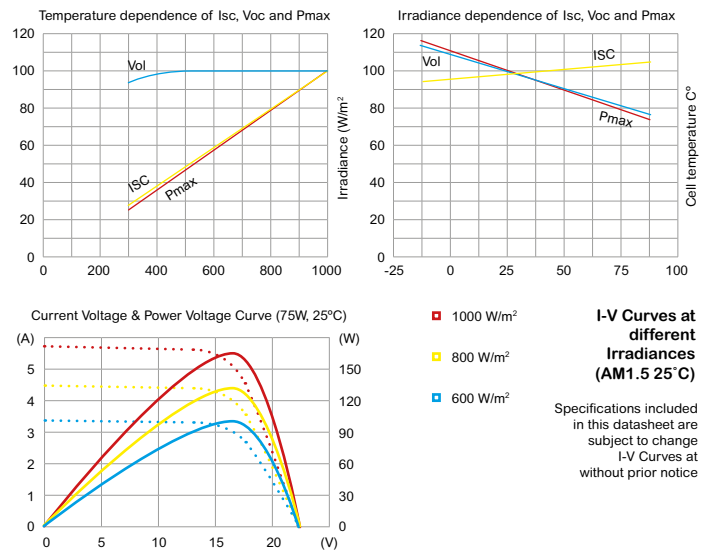 Temperature dependence of Isc, Voc and Pmax
120
100
80
60
40
20
0
0 200 400 600 800 1000
Vol
ISC
Pmax
Irradiance (W/m²
Irradiance dependence of Isc, Voc and Pmax
120
100
80
60
40
20
0
-25 0 25 50 75 100
Vol
ISC
Pmax
Cell temperature C°
Current Voltage & Power Voltage Curve (75W, 25ºC)
(A) (W)
5 150
4 120
3 90
2 60
1 30
0 0
0 5 10 15 20 (V)
1000 W/m²
800 W/m²
600 W/m²
I-V Curves at
different
Irradiances
(AM1.5 25˚C)
Specifications included
in this datasheet are
subject to change
I-V Curves at
without prior notice